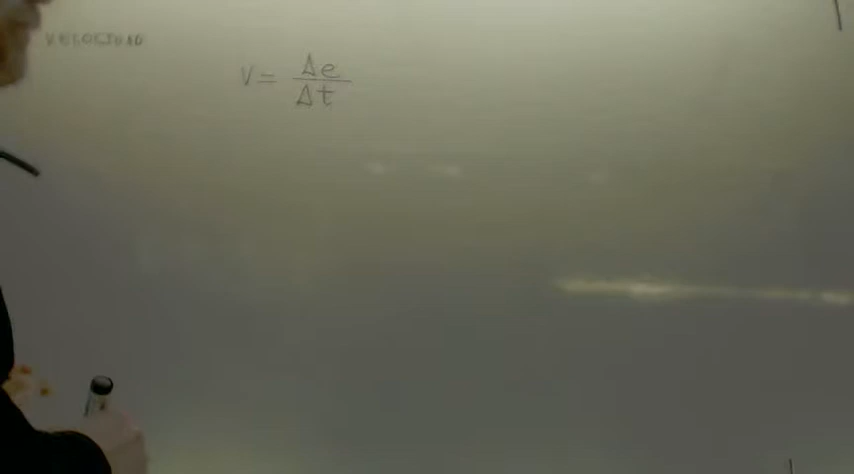 VELOCIDAD
V = Δe / Δt